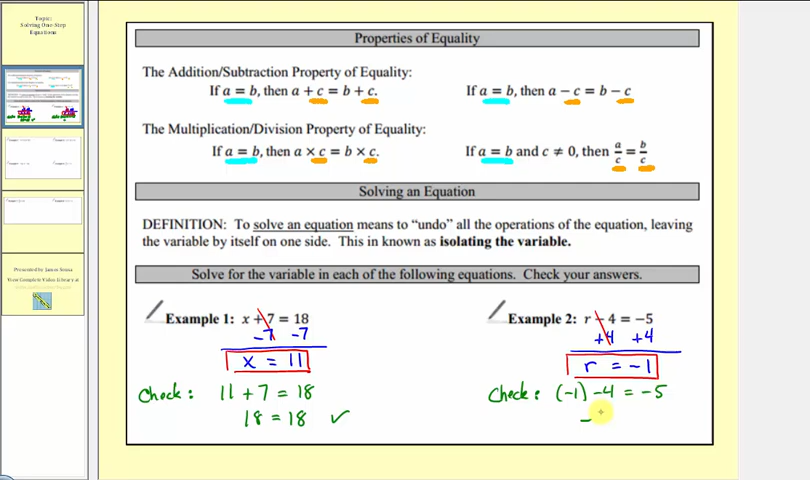 Topic:
Solving One-Step
Equations
Presented by James Sousa
View Complete Video Library at
Properties of Equality
The Addition/Subtraction Property of Equality:
If a = b, then a + c = b + c.    If a = b, then a − c = b − c
The Multiplication/Division Property of Equality:
If a = b, then a × c = b × c.    If a = b and c ≠ 0, then a/c = b/c
Solving an Equation
DEFINITION: To solve an equation means to “undo” all the operations of the equation, leaving
the variable by itself on one side. This in known as isolating the variable.
Solve for the variable in each of the following equations. Check your answers.
Example 1: x + 7 = 18
−7 −7
x = 11
Check: 11 + 7 = 18
18 = 18 ✓
Example 2: r − 4 = −5
+4 +4
r = −1
Check: (−1) −4 = −5
−